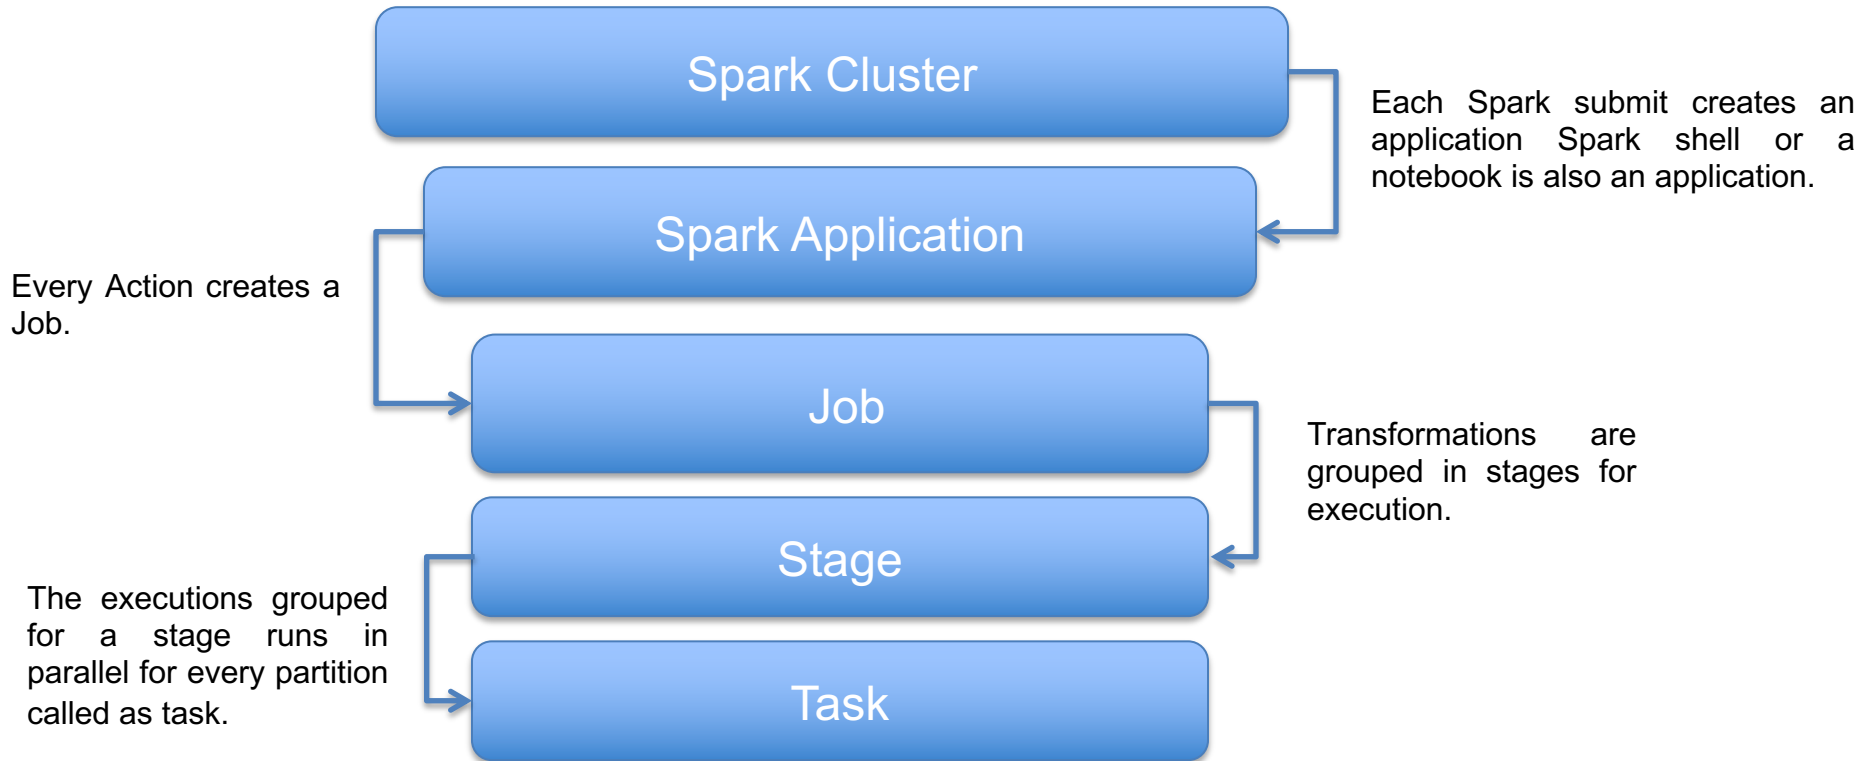 Spark Cluster
Each Spark submit creates an
application Spark shell or a
notebook is also an application.
Spark Application
Every Action creates a
Job.
Job
Transformations are
grouped in stages for
execution.
Stage
The executions grouped
for a stage runs in
parallel for every partition
called as task.
Task